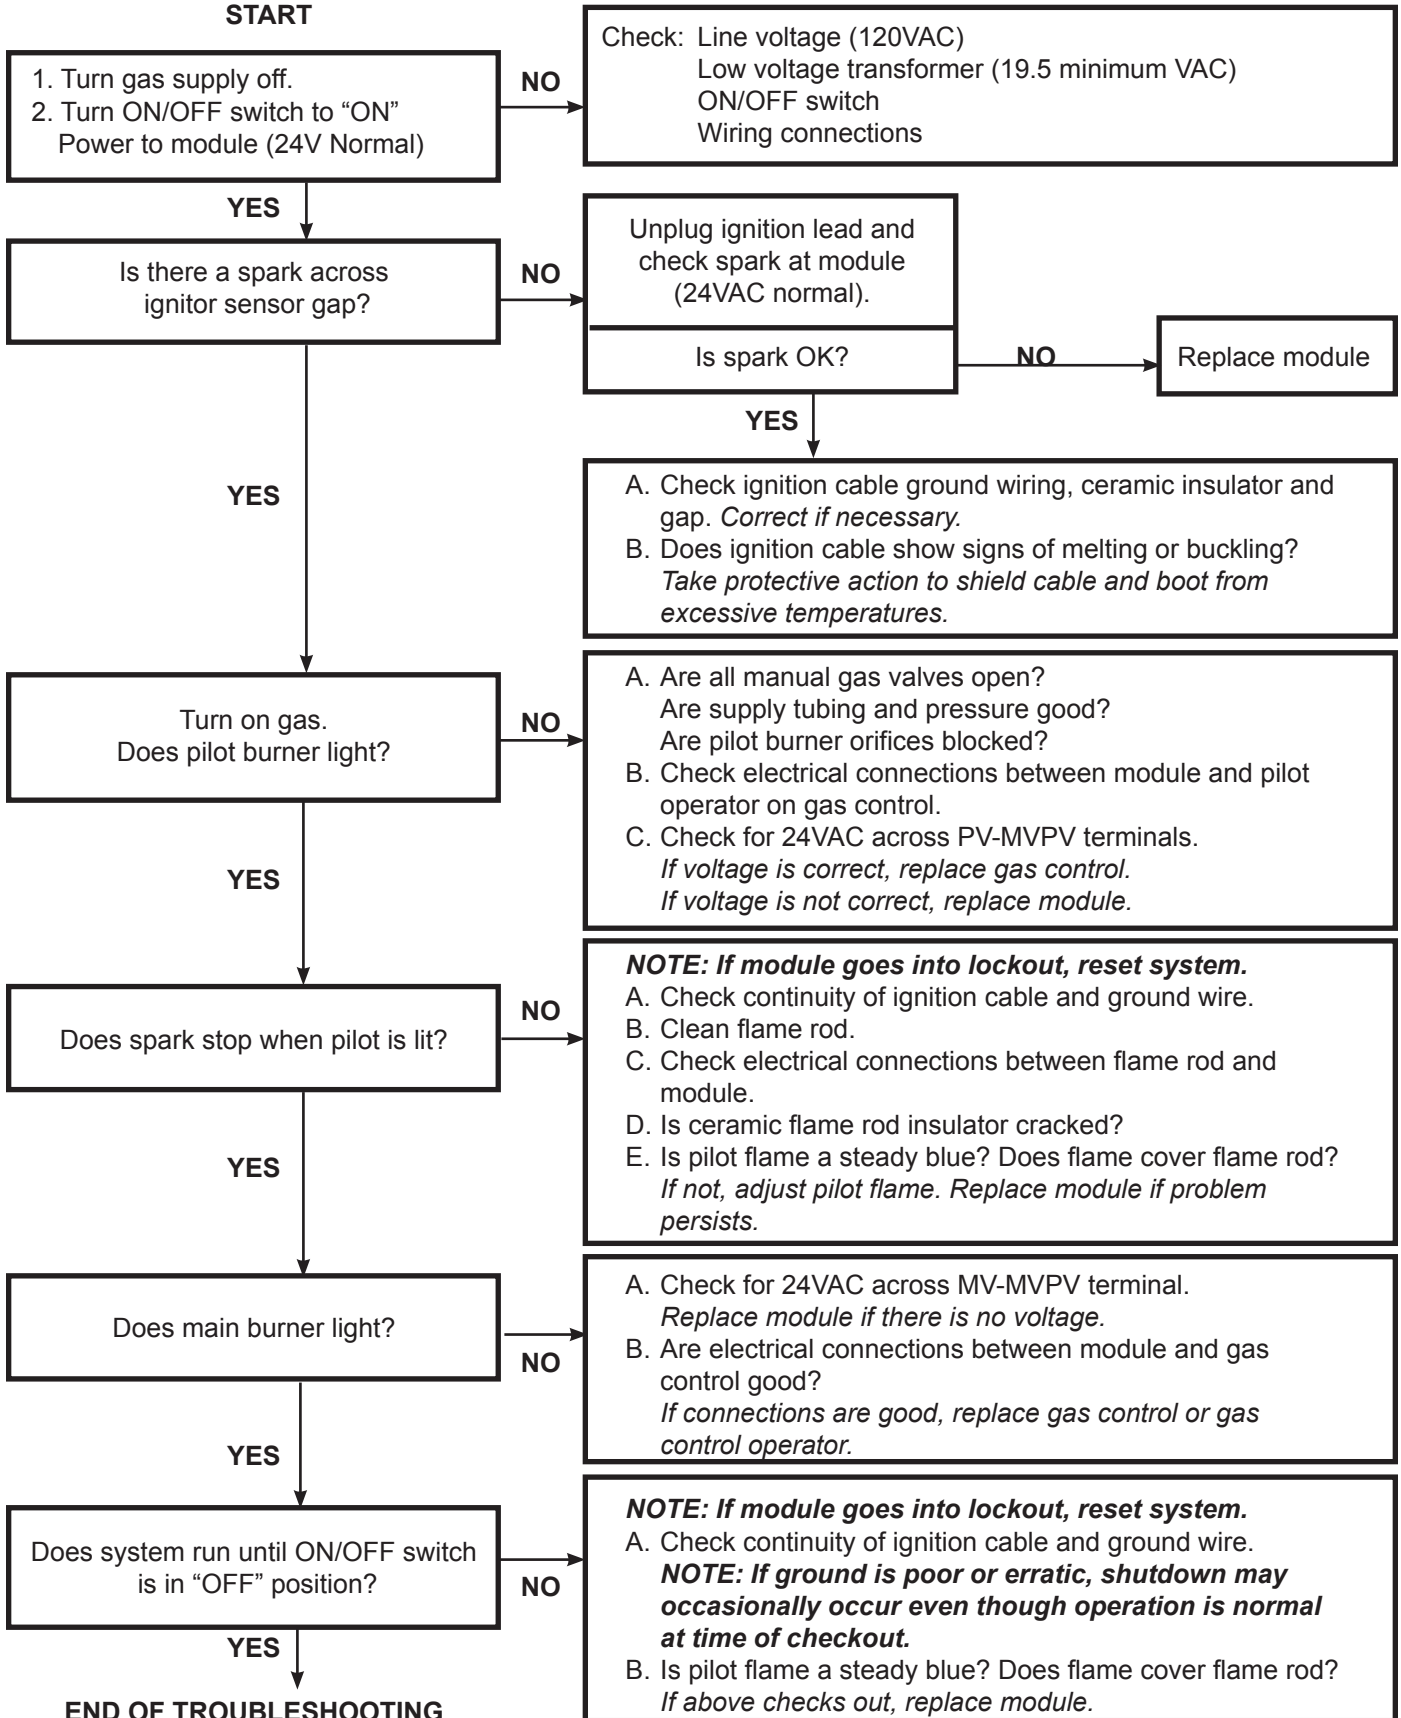 START
1. Turn gas supply off.
2. Turn ON/OFF switch to “ON”
Power to module (24V Normal)
NO
Check: Line voltage (120VAC)
Low voltage transformer (19.5 minimum VAC)
ON/OFF switch
Wiring connections
YES
Is there a spark across
ignitor sensor gap?
NO
Unplug ignition lead and
check spark at module
(24VAC normal).
Is spark OK?
NO
Replace module
YES
A. Check ignition cable ground wiring, ceramic insulator and
gap. Correct if necessary.
B. Does ignition cable show signs of melting or buckling?
Take protective action to shield cable and boot from
excessive temperatures.
YES
Turn on gas.
Does pilot burner light?
NO
A. Are all manual gas valves open?
Are supply tubing and pressure good?
Are pilot burner orifices blocked?
B. Check electrical connections between module and pilot
operator on gas control.
C. Check for 24VAC across PV-MVPV terminals.
If voltage is correct, replace gas control.
If voltage is not correct, replace module.
YES
Does spark stop when pilot is lit?
NO
NOTE: If module goes into lockout, reset system.
A. Check continuity of ignition cable and ground wire.
B. Clean flame rod.
C. Check electrical connections between flame rod and
module.
D. Is ceramic flame rod insulator cracked?
E. Is pilot flame a steady blue? Does flame cover flame rod?
If not, adjust pilot flame. Replace module if problem
persists.
YES
Does main burner light?
NO
A. Check for 24VAC across MV-MVPV terminal.
Replace module if there is no voltage.
B. Are electrical connections between module and gas
control good?
If connections are good, replace gas control or gas
control operator.
YES
Does system run until ON/OFF switch
is in “OFF” position?
NO
NOTE: If module goes into lockout, reset system.
A. Check continuity of ignition cable and ground wire.
NOTE: If ground is poor or erratic, shutdown may
occasionally occur even though operation is normal
at time of checkout.
B. Is pilot flame a steady blue? Does flame cover flame rod?
If above checks out, replace module.
YES
END OF TROUBLESHOOTING